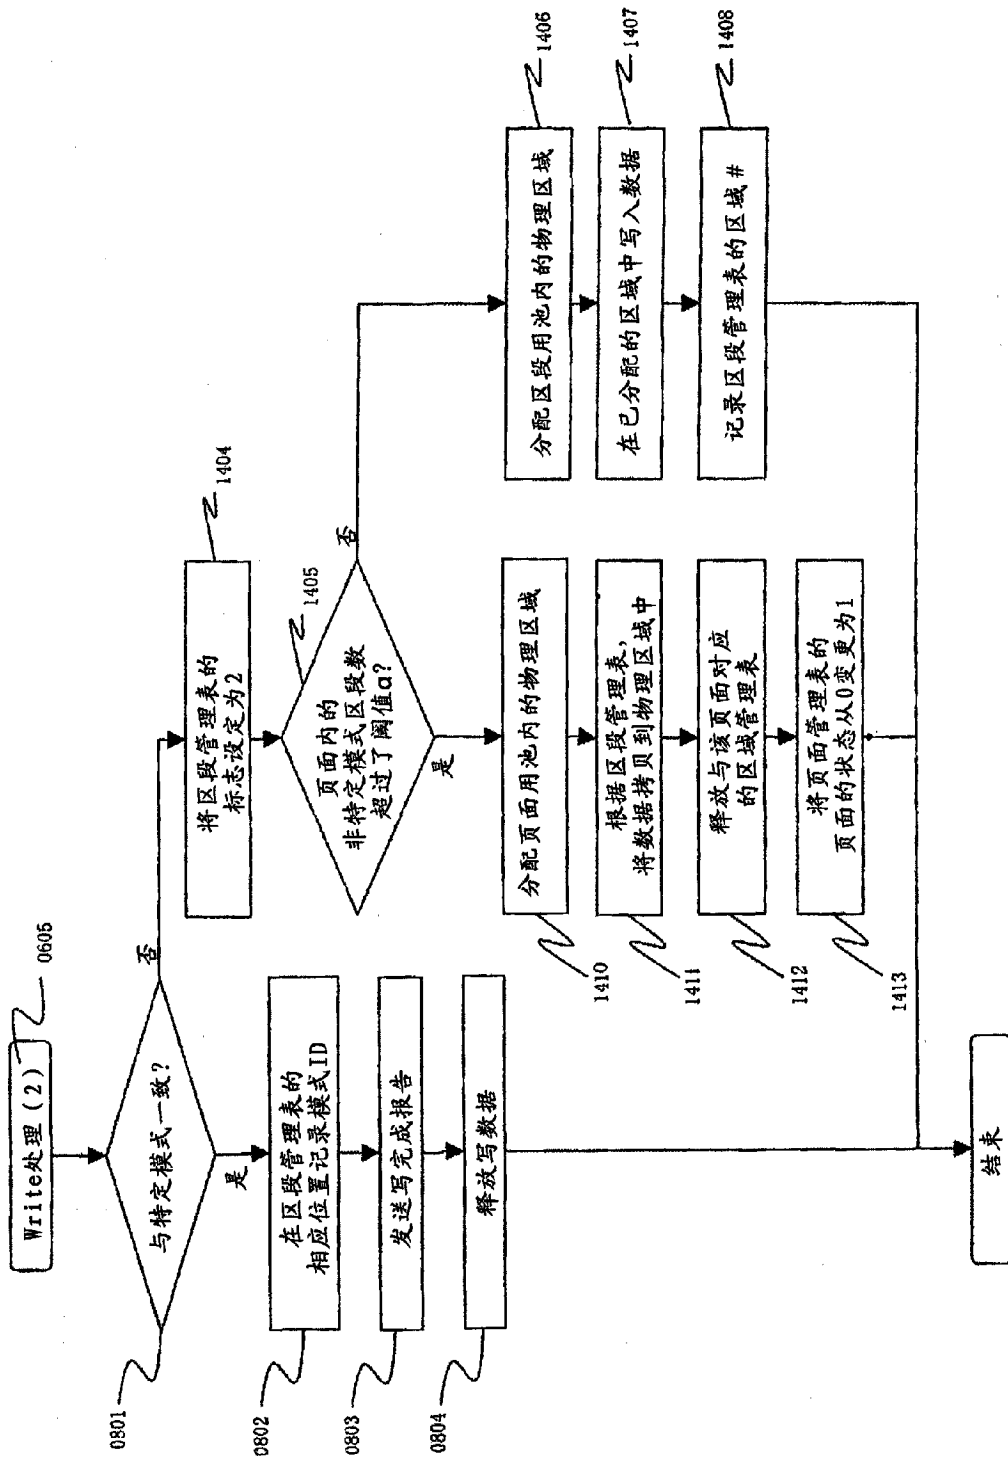 Write处理(2)
0605
与特定模式一致?
0801
否
是
在区段管理表的
相应位置记录模式ID
0802
发送写完成报告
0803
释放写数据
0804
将区段管理表的
标志设定为2
1404
页面内的
非特定模式区段数
超过了阈值α?
1405
否
是
分配页面用池内的物理区域
1410
根据区段管理表,
将数据拷贝到物理区域中
1411
释放与该页面对应
的区域管理表
1412
将页面管理表的
页面的状态从0变更为1
1413
分配区段用池内的物理区域
1406
在已分配的区域中写入数据
1407
记录区段管理表的区域#
1408
结束